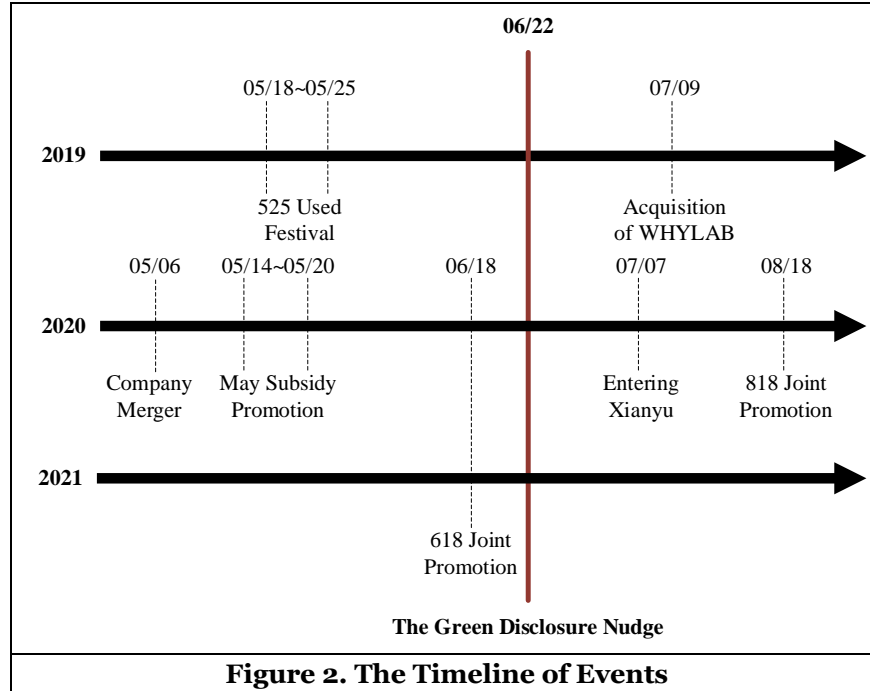 06/22
05/18~05/25
07/09
2019
525 Used
Festival
Acquisition
of WHYLAB
05/06
05/14~05/20
06/18
07/07
08/18
2020
Company
Merger
May Subsidy
Promotion
Entering
Xianyu
818 Joint
Promotion
2021
618 Joint
Promotion
The Green Disclosure Nudge
Figure 2. The Timeline of Events